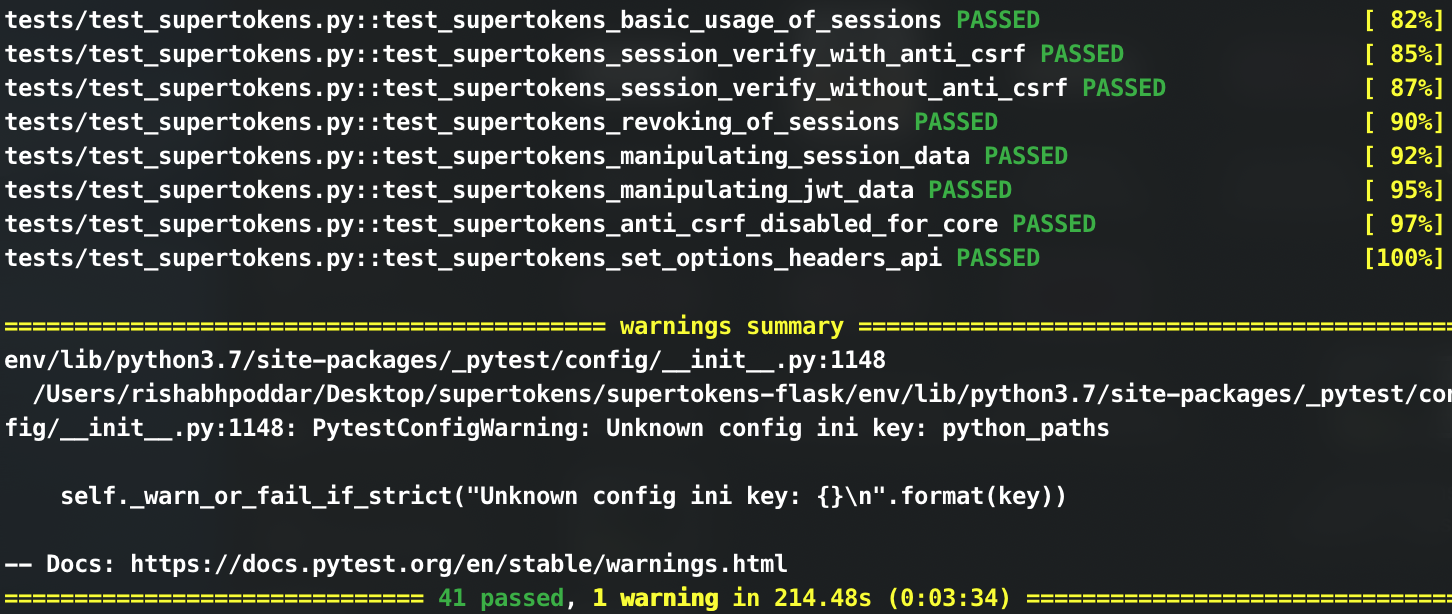 tests/test_supertokens.py::test_supertokens_basic_usage_of_sessions PASSED [ 82%]
tests/test_supertokens.py::test_supertokens_session_verify_with_anti_csrf PASSED [ 85%]
tests/test_supertokens.py::test_supertokens_session_verify_without_anti_csrf PASSED [ 87%]
tests/test_supertokens.py::test_supertokens_revoking_of_sessions PASSED [ 90%]
tests/test_supertokens.py::test_supertokens_manipulating_session_data PASSED [ 92%]
tests/test_supertokens.py::test_supertokens_manipulating_jwt_data PASSED [ 95%]
tests/test_supertokens.py::test_supertokens_anti_csrf_disabled_for_core PASSED [ 97%]
tests/test_supertokens.py::test_supertokens_set_options_headers_api PASSED [100%]
=========================================== warnings summary ===========================================
env/lib/python3.7/site-packages/_pytest/config/__init__.py:1148
  /Users/rishabhpoddar/Desktop/supertokens/supertokens-flask/env/lib/python3.7/site-packages/_pytest/con
fig/__init__.py:1148: PytestConfigWarning: Unknown config ini key: python_paths
    self._warn_or_fail_if_strict("Unknown config ini key: {}\n".format(key))
-- Docs: https://docs.pytest.org/en/stable/warnings.html
============================== 41 passed, 1 warning in 214.48s (0:03:34) ==============================